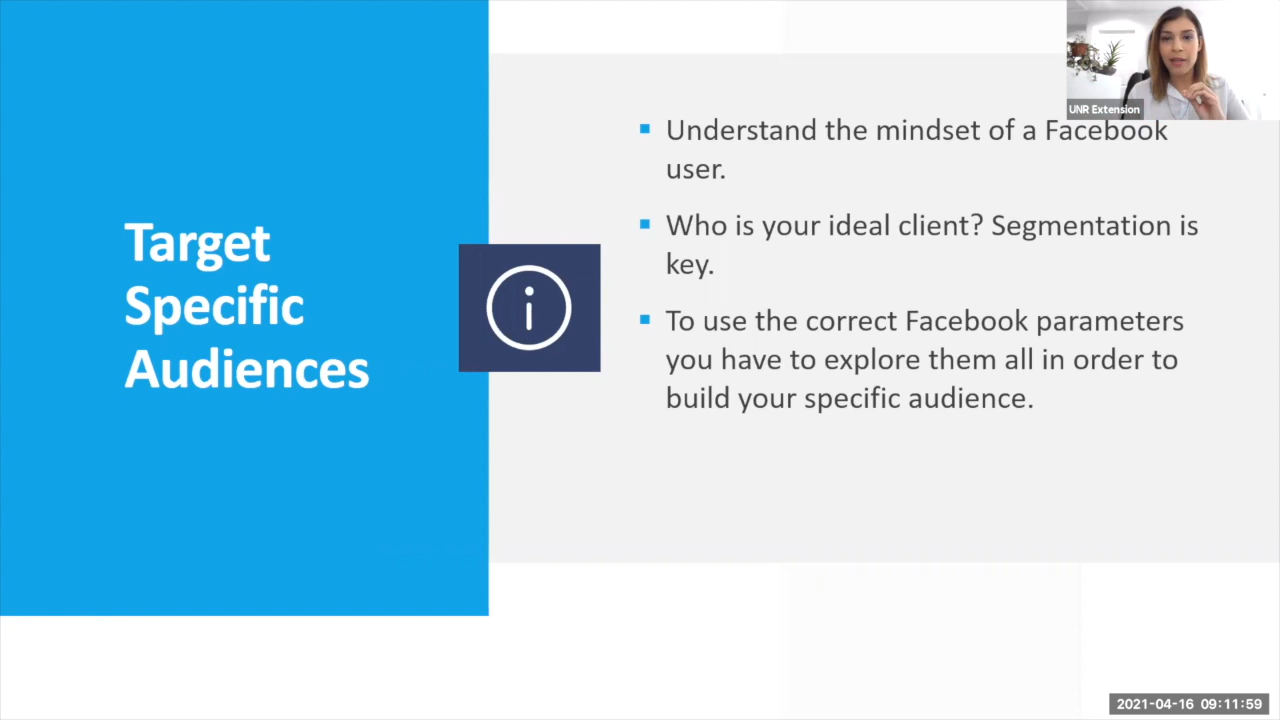 UNR Extension
Target
Specific
Audiences
Understand the mindset of a Facebook
user.
Who is your ideal client? Segmentation is
key.
To use the correct Facebook parameters
you have to explore them all in order to
build your specific audience.
2021-04-16 09:11:59